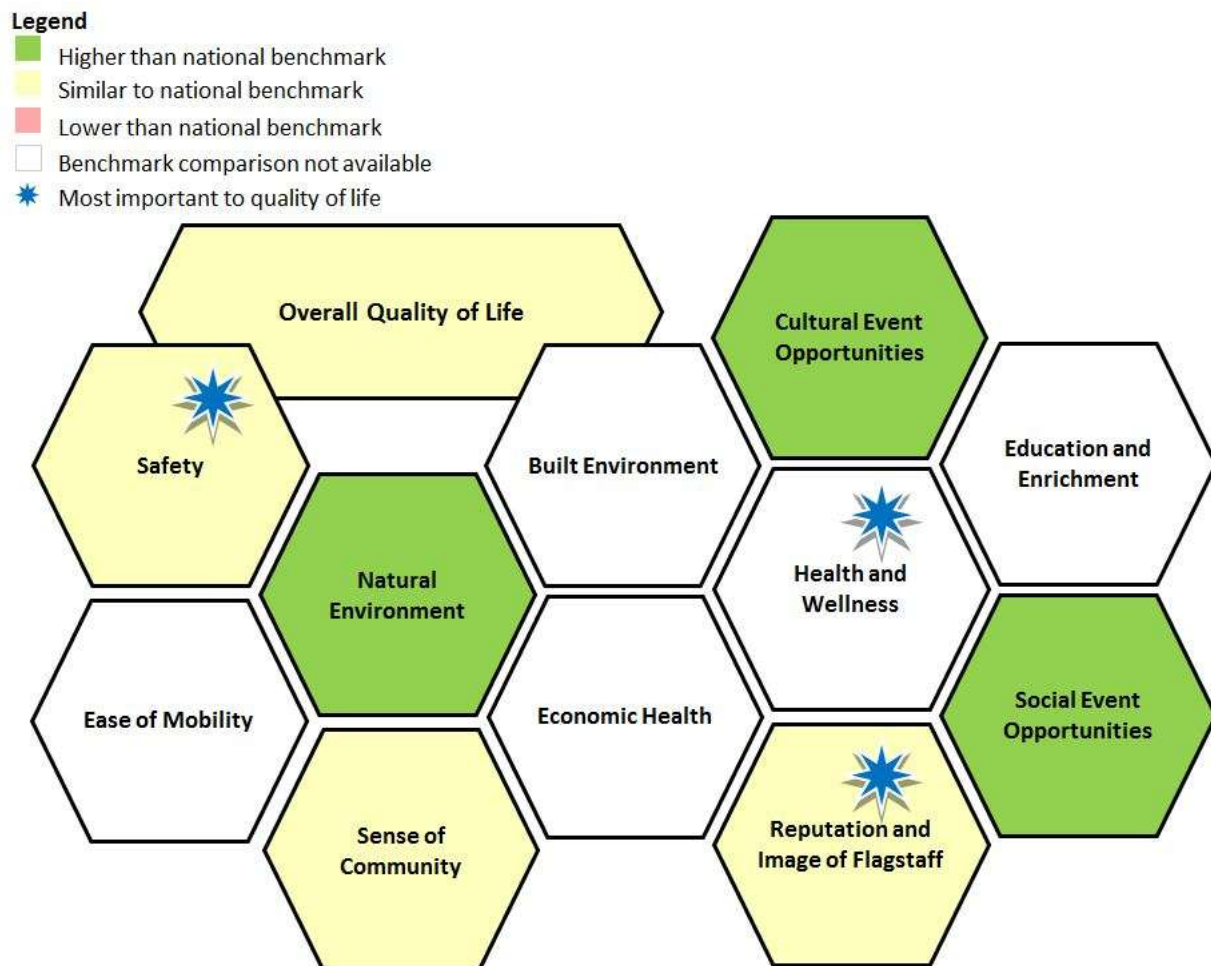 Legend
Higher than national benchmark
Similar to national benchmark
Lower than national benchmark
Benchmark comparison not available
Most important to quality of life
Overall Quality of Life
Cultural Event
Opportunities
Safety
Built Environment
Education and
Enrichment
Natural
Environment
Health and
Wellness
Ease of Mobility
Economic Health
Social Event
Opportunities
Sense of
Community
Reputation and
Image of Flagstaff